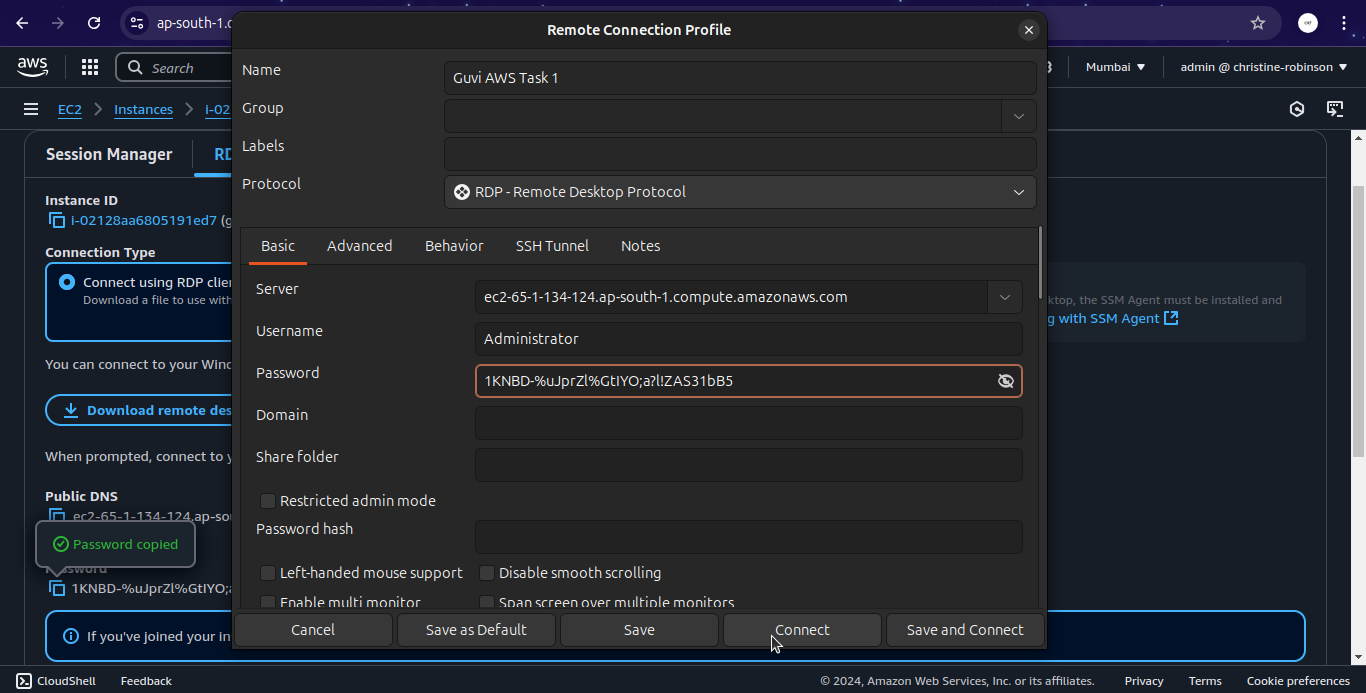 ap-south-1.c
Remote Connection Profile
aws
Search
Mumbai
admin @ christine-robinson
EC2
Instances
i-02
Name
Guvi AWS Task 1
Group
Labels
Protocol
RDP - Remote Desktop Protocol
Session Manager
RD
Instance ID
i-02128aa6805191ed7 (g
Connection Type
Connect using RDP clie
Download a file to use with
You can connect to your Wind
Download remote des
When prompted, connect to y
Public DNS
ec2-65-1-134-124.ap-sou
Password copied
Password
1KNBD-%uJprZl%GtIYO;a
If you've joined your in
Basic
Advanced
Behavior
SSH Tunnel
Notes
Server
ec2-65-1-134-124.ap-south-1.compute.amazonaws.com
Username
Administrator
Password
1KNBD-%uJprZl%GtIYO;a?l!ZAS31bB5
Domain
Share folder
Restricted admin mode
Password hash
Left-handed mouse support
Disable smooth scrolling
Enable multi monitor
Span screen over multiple monitors
Cancel
Save as Default
Save
Connect
Save and Connect
ktop, the SSM Agent must be installed and
g with SSM Agent
CloudShell
Feedback
© 2024, Amazon Web Services, Inc. or its affiliates.
Privacy
Terms
Cookie preferences